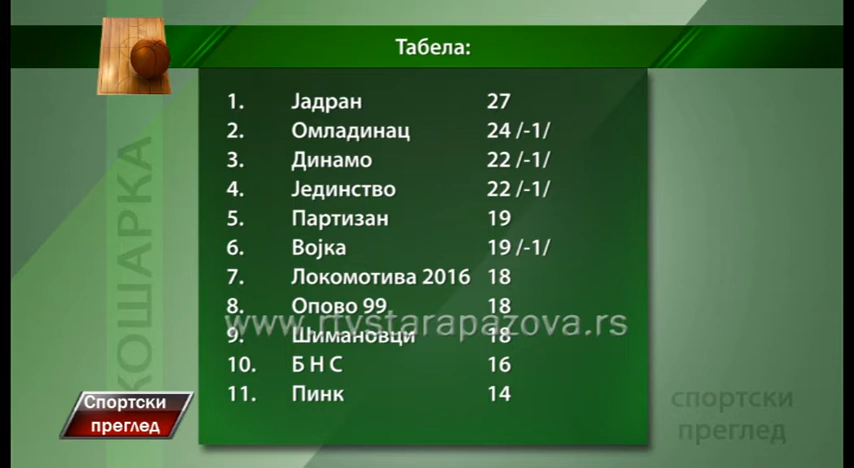 Табела:
1. Јадран 27
2. Омладинац 24 /-1/
3. Динамо 22 /-1/
4. Јединство 22 /-1/
5. Партизан 19
6. Војка 19 /-1/
7. Локомотива 2016 18
8. Опово 99 18
www.rtvstarapazova.rs
9. Шимановци 18
10. Б Н С 16
11. Пинк 14
КОШАРКА
Спортски
преглед
спортски
преглед